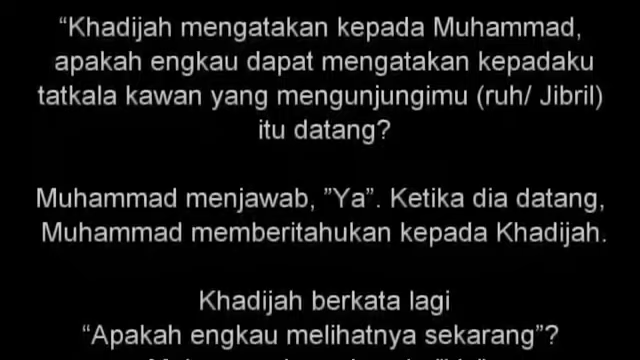 “Khadijah mengatakan kepada Muhammad,
apakah engkau dapat mengatakan kepadaku
tatkala kawan yang mengunjungimu (ruh/ Jibril)
itu datang?
Muhammad menjawab, ”Ya”. Ketika dia datang,
Muhammad memberitahukan kepada Khadijah.
Khadijah berkata lagi
“Apakah engkau melihatnya sekarang”?